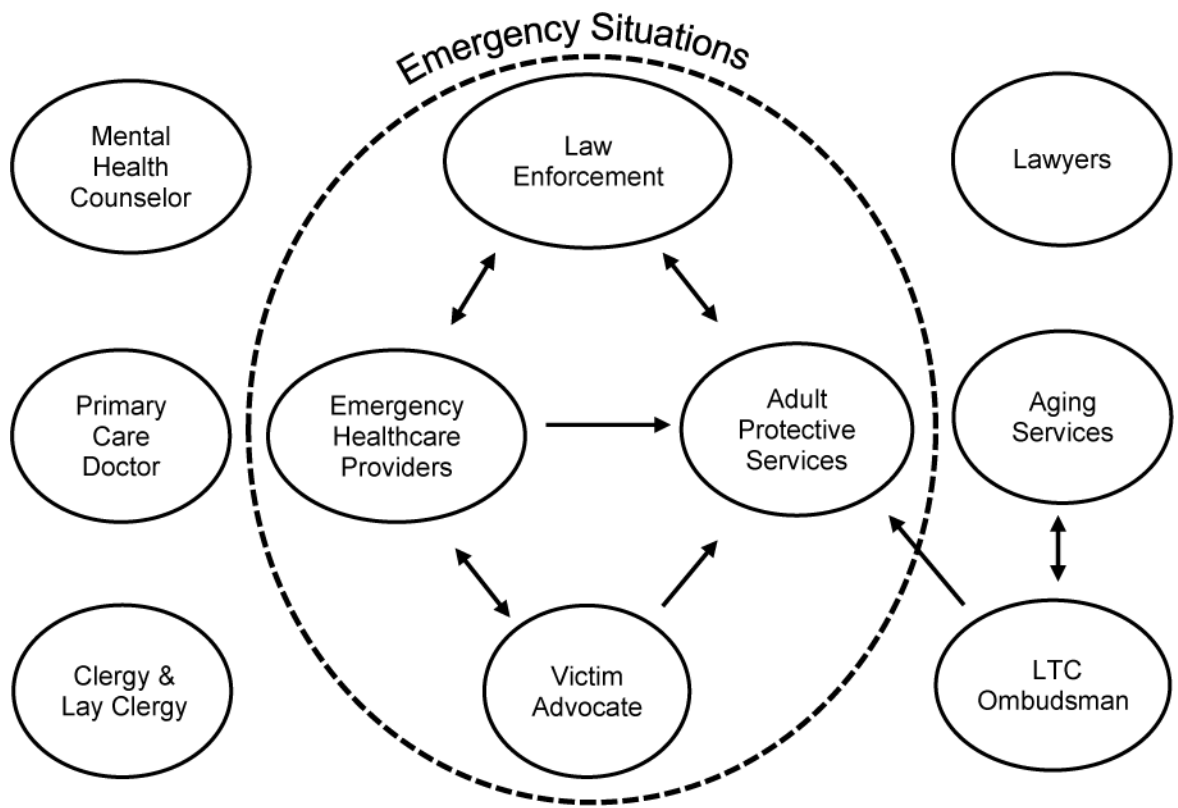 Emergency Situations
Mental
Health
Counselor
Law
Enforcement
Lawyers
Primary
Care
Doctor
Emergency
Healthcare
Providers
Adult
Protective
Services
Aging
Services
Clergy &
Lay Clergy
Victim
Advocate
LTC
Ombudsman